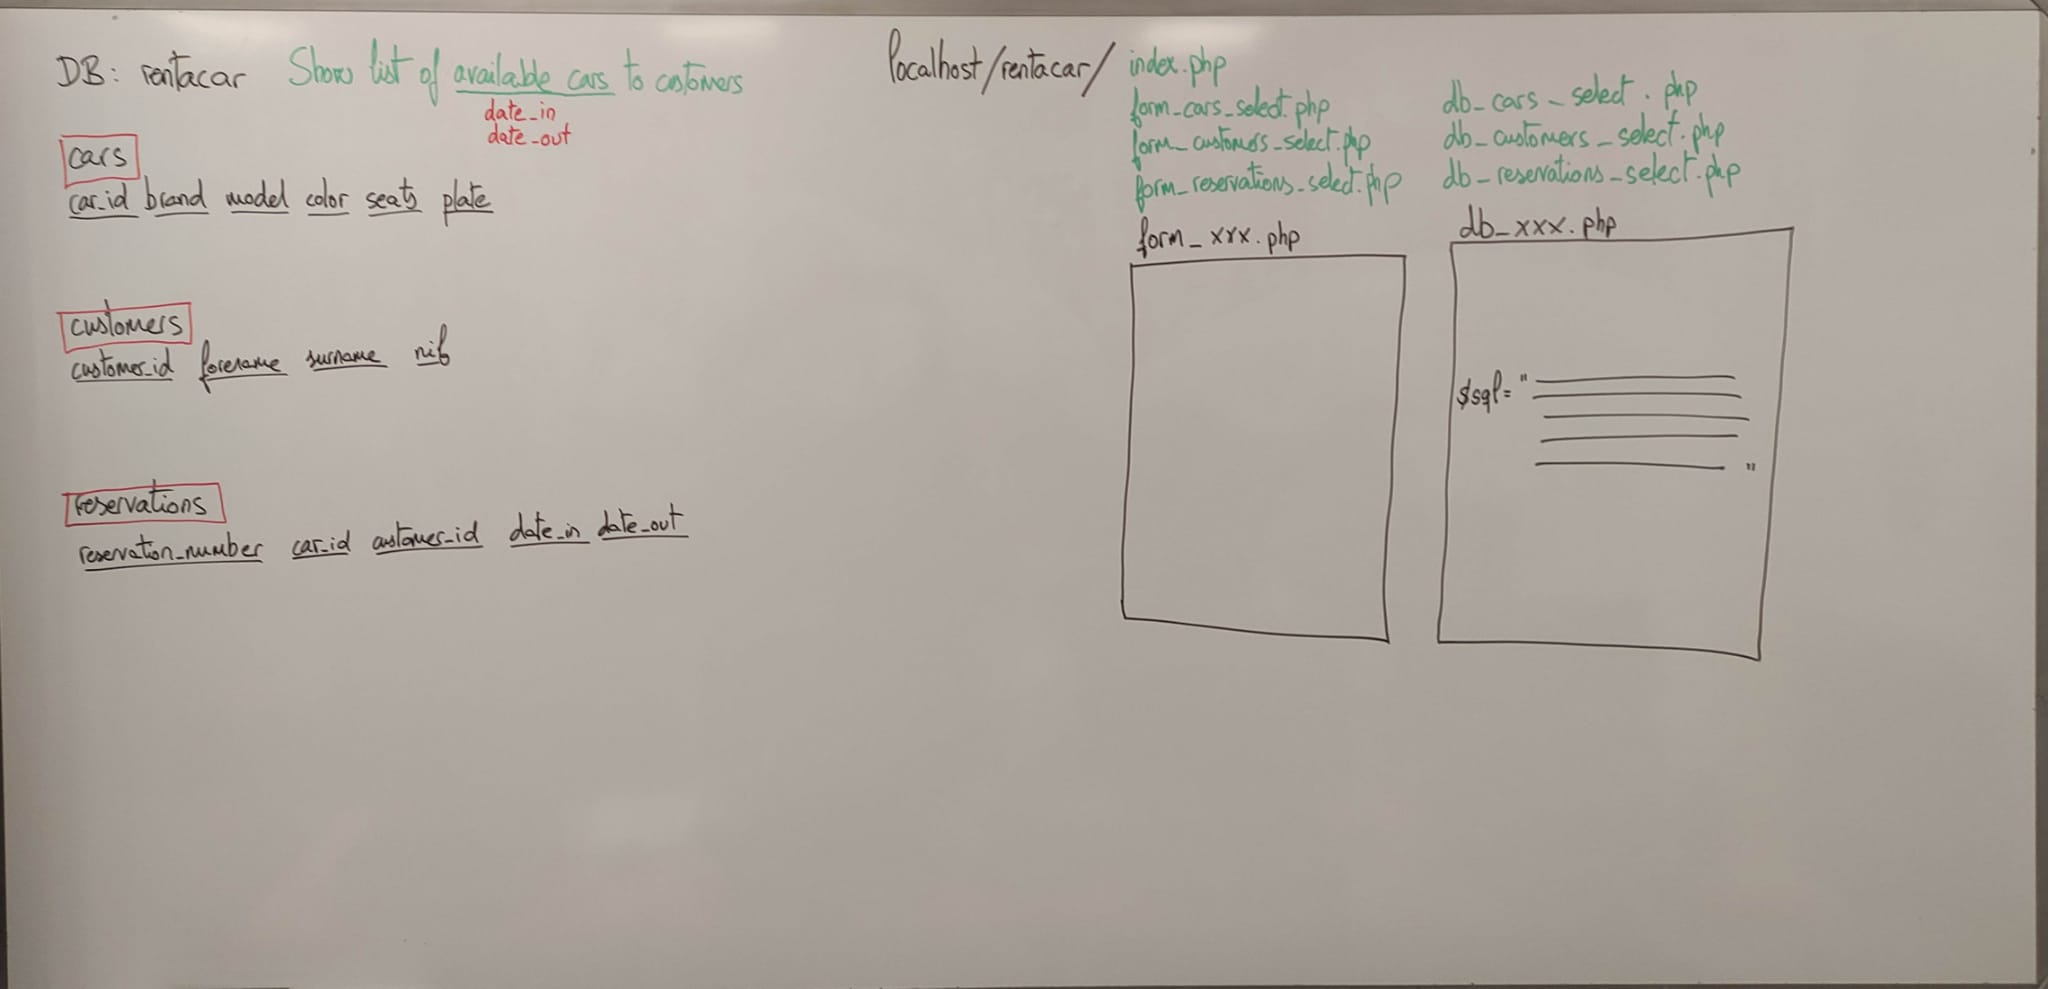 DB: rentacar Show list of available cars to customers
date_in
date_out
cars
car_id brand model color seats plate
customers
customer_id forename surname nif
reservations
reservation_number car_id customer_id date_in date_out
localhost/rentacar/ index.php
form_cars_select.php
form_customers_select.php
form_reservations_select.php
db_cars_select.php
db_customers_select.php
db_reservations_select.php
form_xxx.php
db_xxx.php
$sql= " "